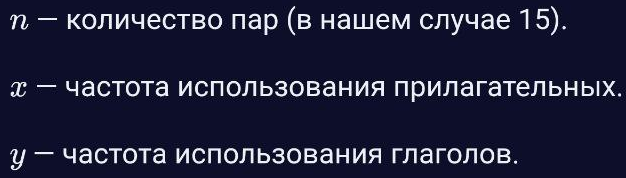 n — количество пар (в нашем случае 15).
x — частота использования прилагательных.
y — частота использования глаголов.